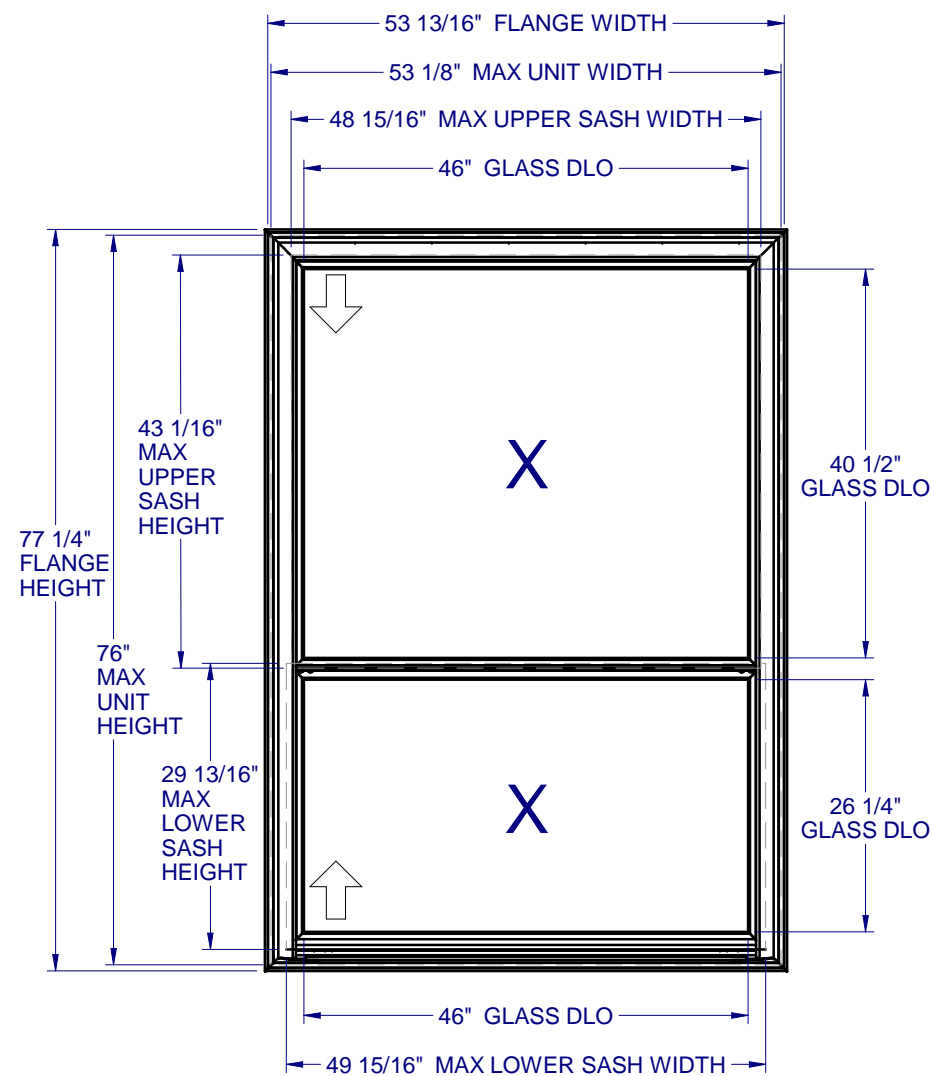 53 13/16" FLANGE WIDTH
53 1/8" MAX UNIT WIDTH
48 15/16" MAX UPPER SASH WIDTH
46" GLASS DLO
43 1/16"
MAX
UPPER
SASH
HEIGHT
X
40 1/2"
GLASS DLO
77 1/4"
FLANGE
HEIGHT
76"
MAX
UNIT
HEIGHT
29 13/16"
MAX
LOWER
SASH
HEIGHT
X
26 1/4"
GLASS DLO
46" GLASS DLO
49 15/16" MAX LOWER SASH WIDTH